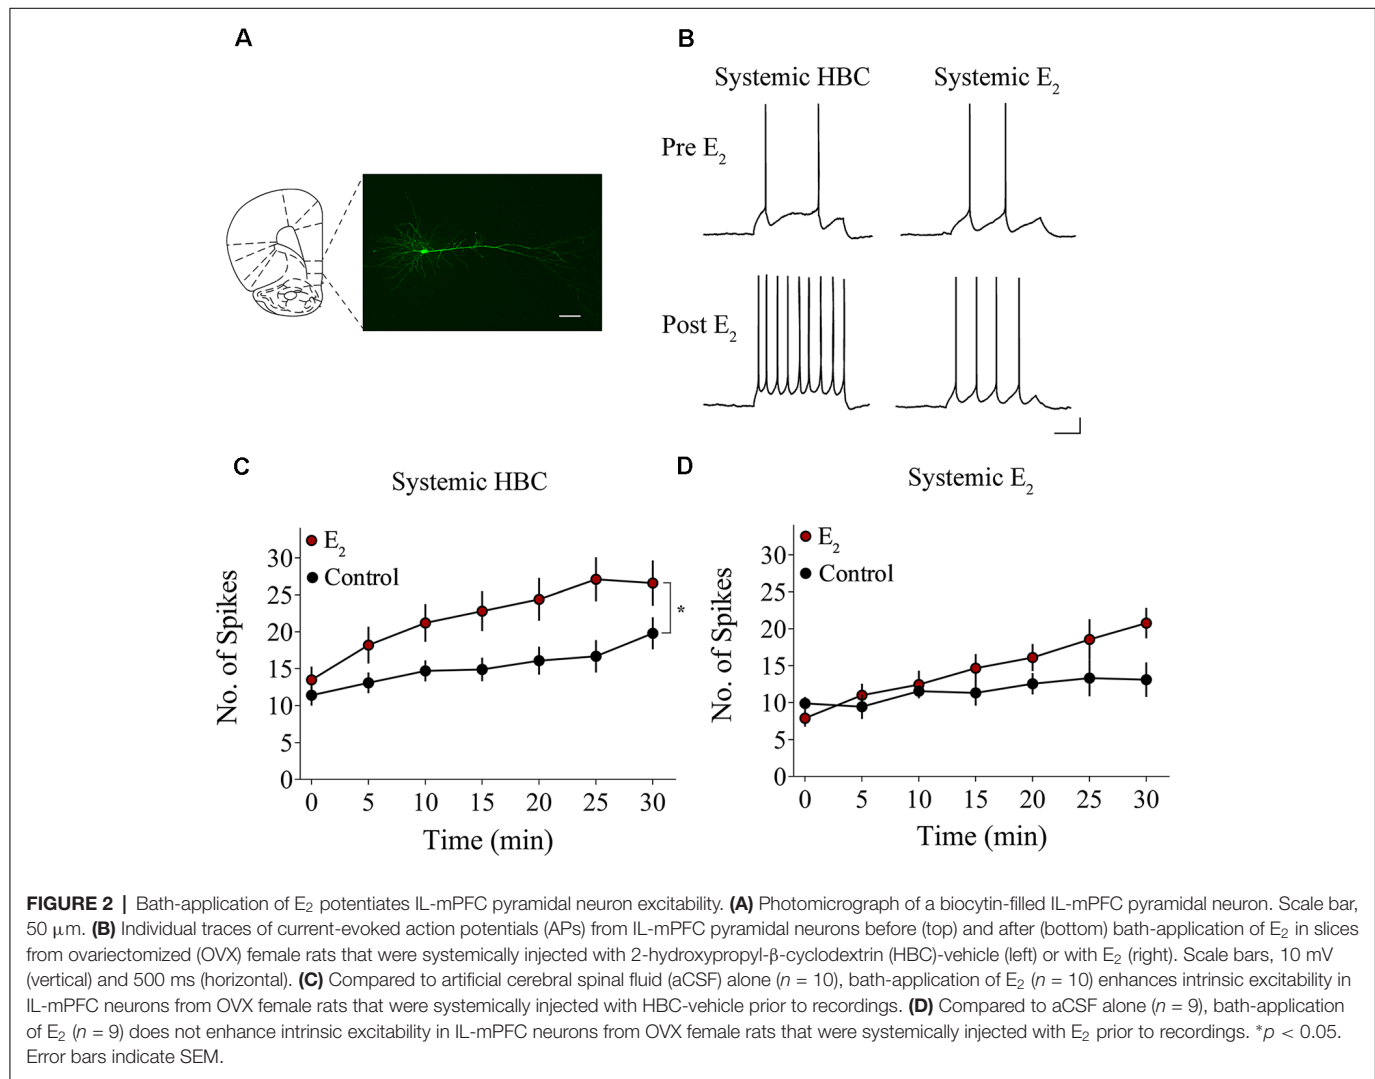 A
B
Systemic HBC
Systemic E₂
Pre E₂
Post E₂
C
D
Systemic HBC
Systemic E₂
E₂
Control
No. of Spikes
30
25
20
15
10
5
0
*
0 5 10 15 20 25 30
Time (min)
E₂
Control
No. of Spikes
30
25
20
15
10
5
0
0 5 10 15 20 25 30
Time (min)
FIGURE 2 | Bath-application of E₂ potentiates IL-mPFC pyramidal neuron excitability. (A) Photomicrograph of a biocytin-filled IL-mPFC pyramidal neuron. Scale bar,
50 μm. (B) Individual traces of current-evoked action potentials (APs) from IL-mPFC pyramidal neurons before (top) and after (bottom) bath-application of E₂ in slices
from ovariectomized (OVX) female rats that were systemically injected with 2-hydroxypropyl-β-cyclodextrin (HBC)-vehicle (left) or with E₂ (right). Scale bars, 10 mV
(vertical) and 500 ms (horizontal). (C) Compared to artificial cerebral spinal fluid (aCSF) alone (n = 10), bath-application of E₂ (n = 10) enhances intrinsic excitability in
IL-mPFC neurons from OVX female rats that were systemically injected with HBC-vehicle prior to recordings. (D) Compared to aCSF alone (n = 9), bath-application
of E₂ (n = 9) does not enhance intrinsic excitability in IL-mPFC neurons from OVX female rats that were systemically injected with E₂ prior to recordings. *p < 0.05.
Error bars indicate SEM.